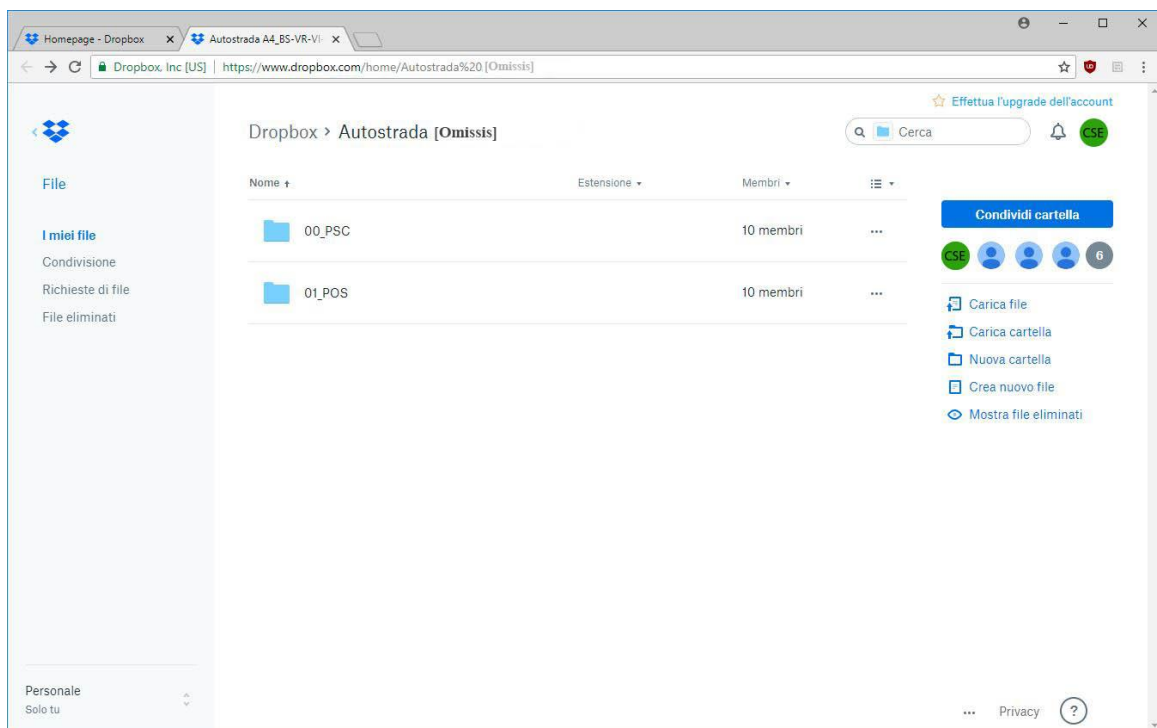 Homepage - Dropbox
Autostrada A4_BS-VR-VI-
Dropbox, Inc [US] | https://www.dropbox.com/home/Autostrada%20 [Omissis]
Effettua l'upgrade dell'account
Dropbox > Autostrada [Omissis]
Cerca
CSE
File
Nome
Estensione
Membri
I miei file
Condivisione
Richieste di file
File eliminati
00_PSC
10 membri
01_POS
10 membri
Condividi cartella
CSE
6
Carica file
Carica cartella
Nuova cartella
Crea nuovo file
Mostra file eliminati
Personale
Solo tu
Privacy
?